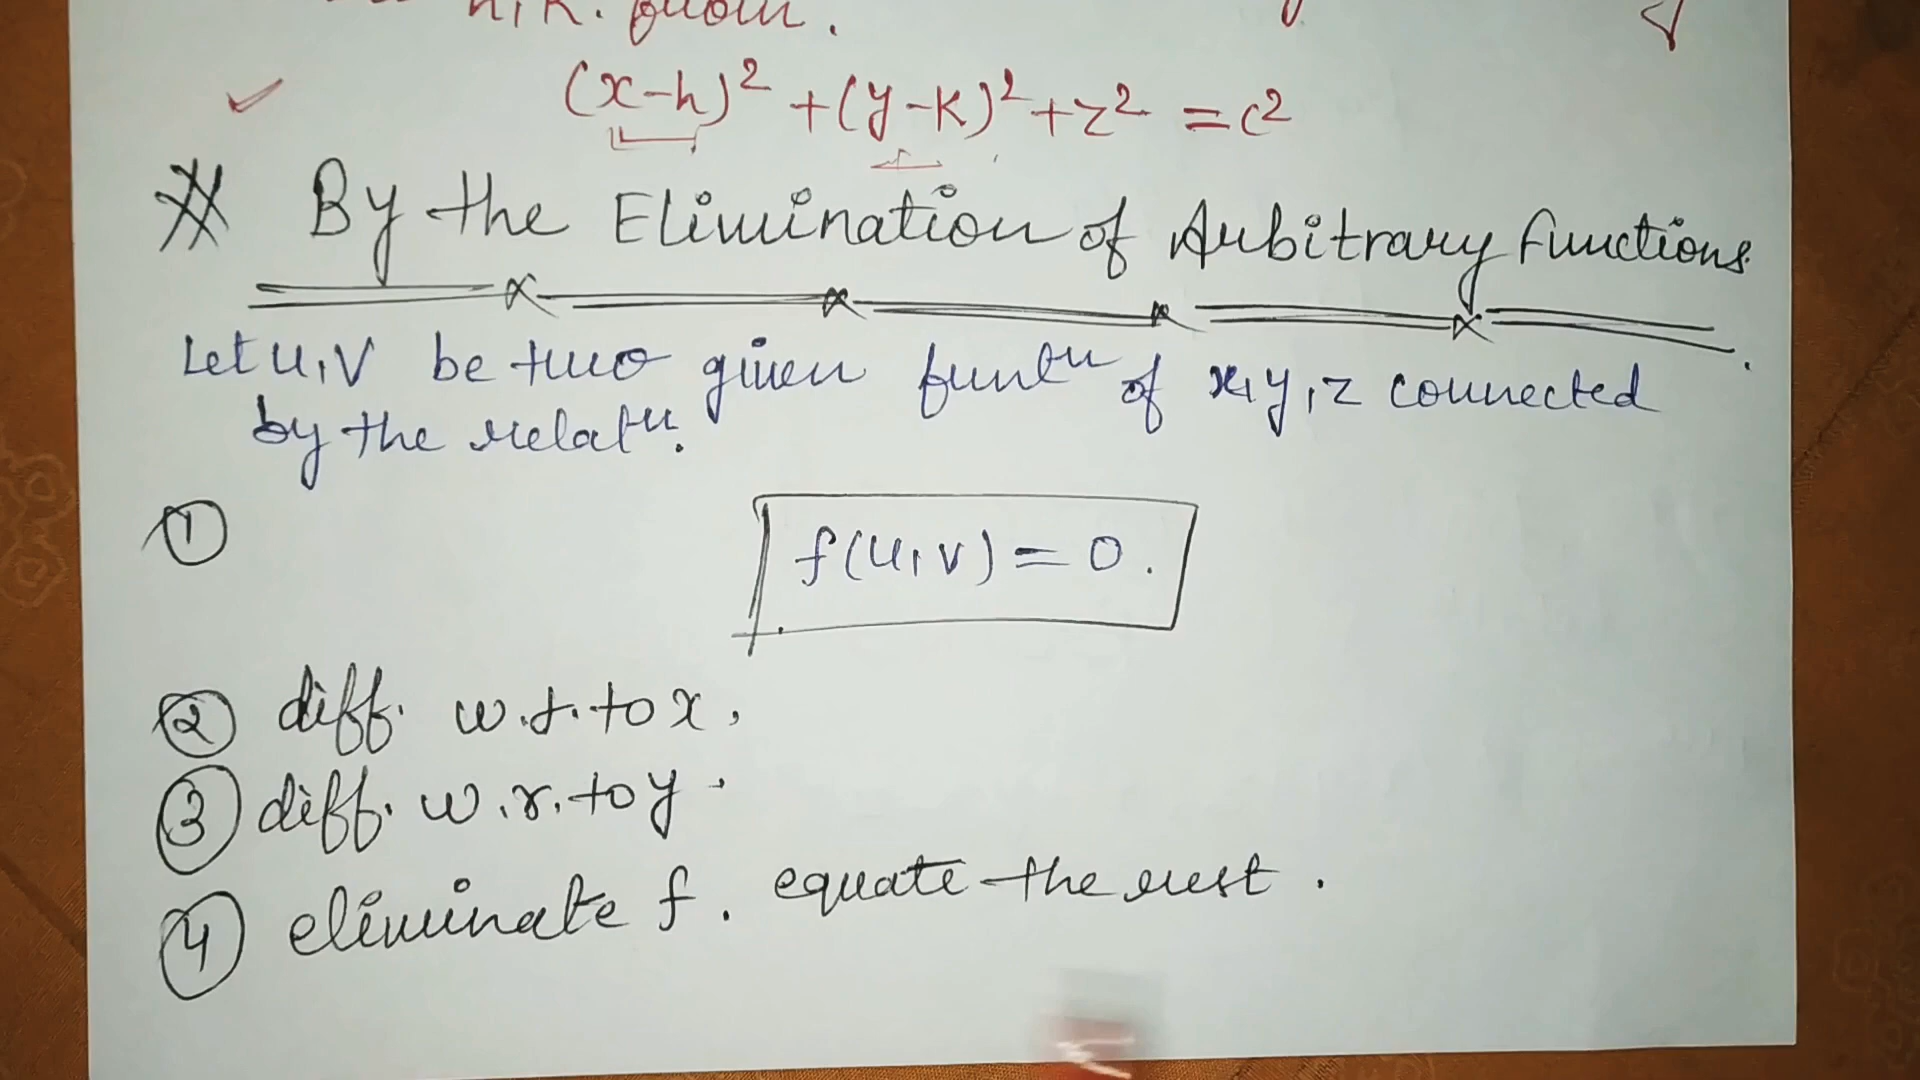 h, k. from.
(x-h)² + (y-k)² + z² = c²
By the Elimination of Arbitrary functions.
Let u, v be two given functn of x, y, z connected
by the relatn.
① f(u, v) = 0.
② diff. w.r. to x.
③ diff. w.r. to y.
④ eliminate f. equate the rest.